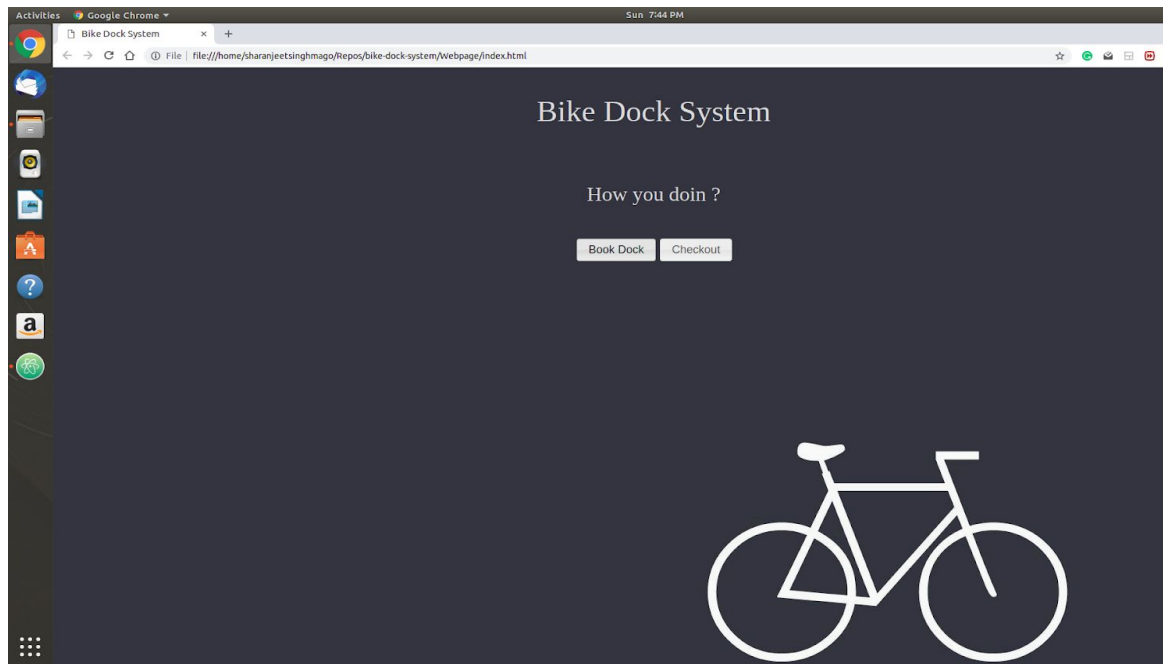 Activities Google Chrome Sun 7:44 PM
Bike Dock System
File file:///home/sharanjeetsinghmago/Repos/bike-dock-system/Webpage/index.html
Bike Dock System
How you doin ?
Book Dock Checkout